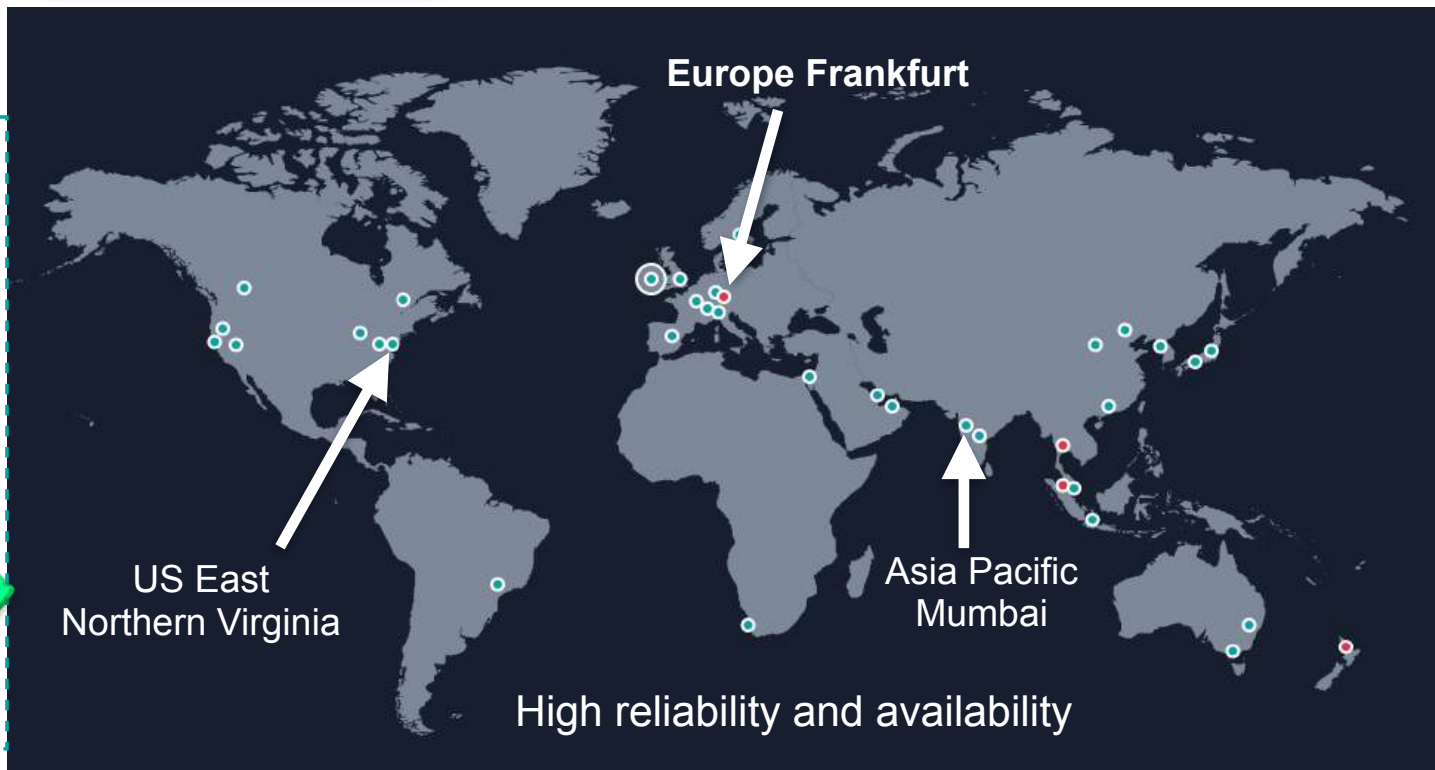 Europe Frankfurt
US East
Northern Virginia
Asia Pacific
Mumbai
High reliability and availability